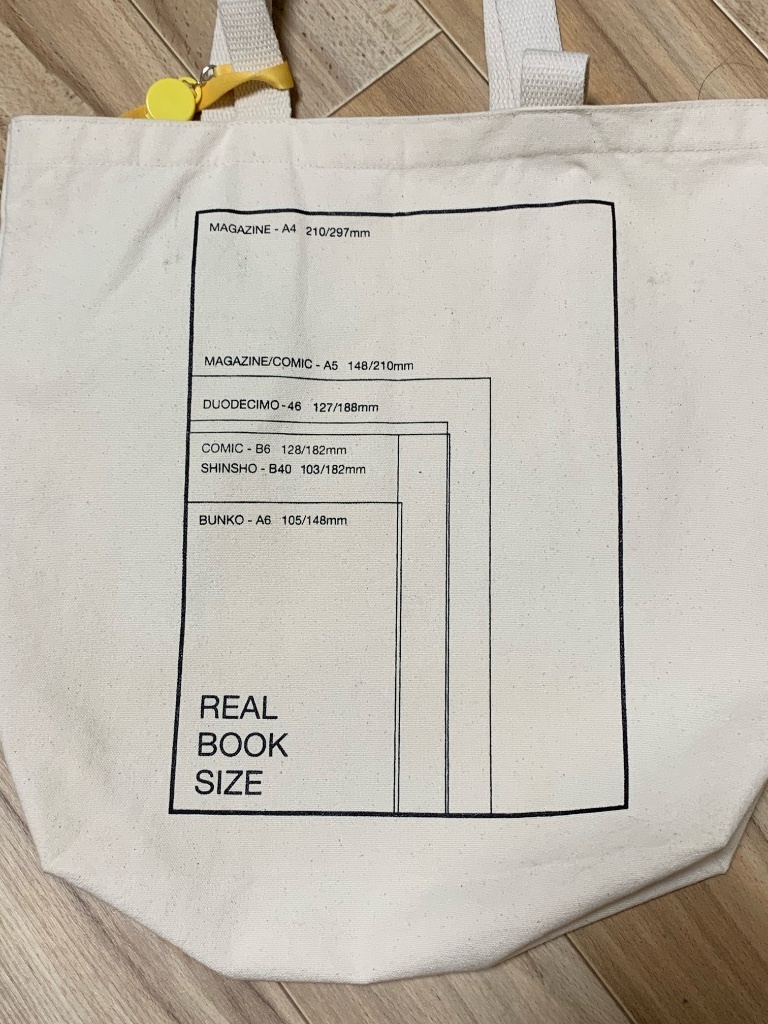 MAGAZINE - A4 210/297mm
MAGAZINE/COMIC - A5 148/210mm
DUODECIMO - 46 127/188mm
COMIC - B6 128/182mm
SHINSHO - B40 103/182mm
BUNKO - A6 105/148mm
REAL
BOOK
SIZE